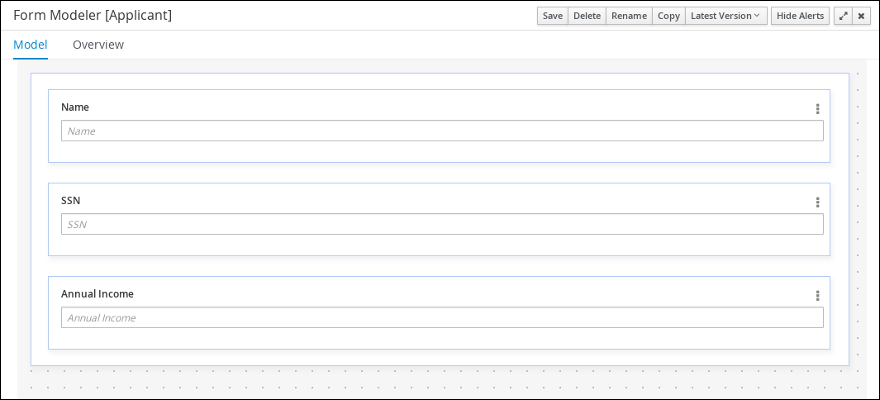 Form Modeler [Applicant]
Save Delete Rename Copy Latest Version Hide Alerts
Model Overview
Name
Name
SSN
SSN
Annual Income
Annual Income